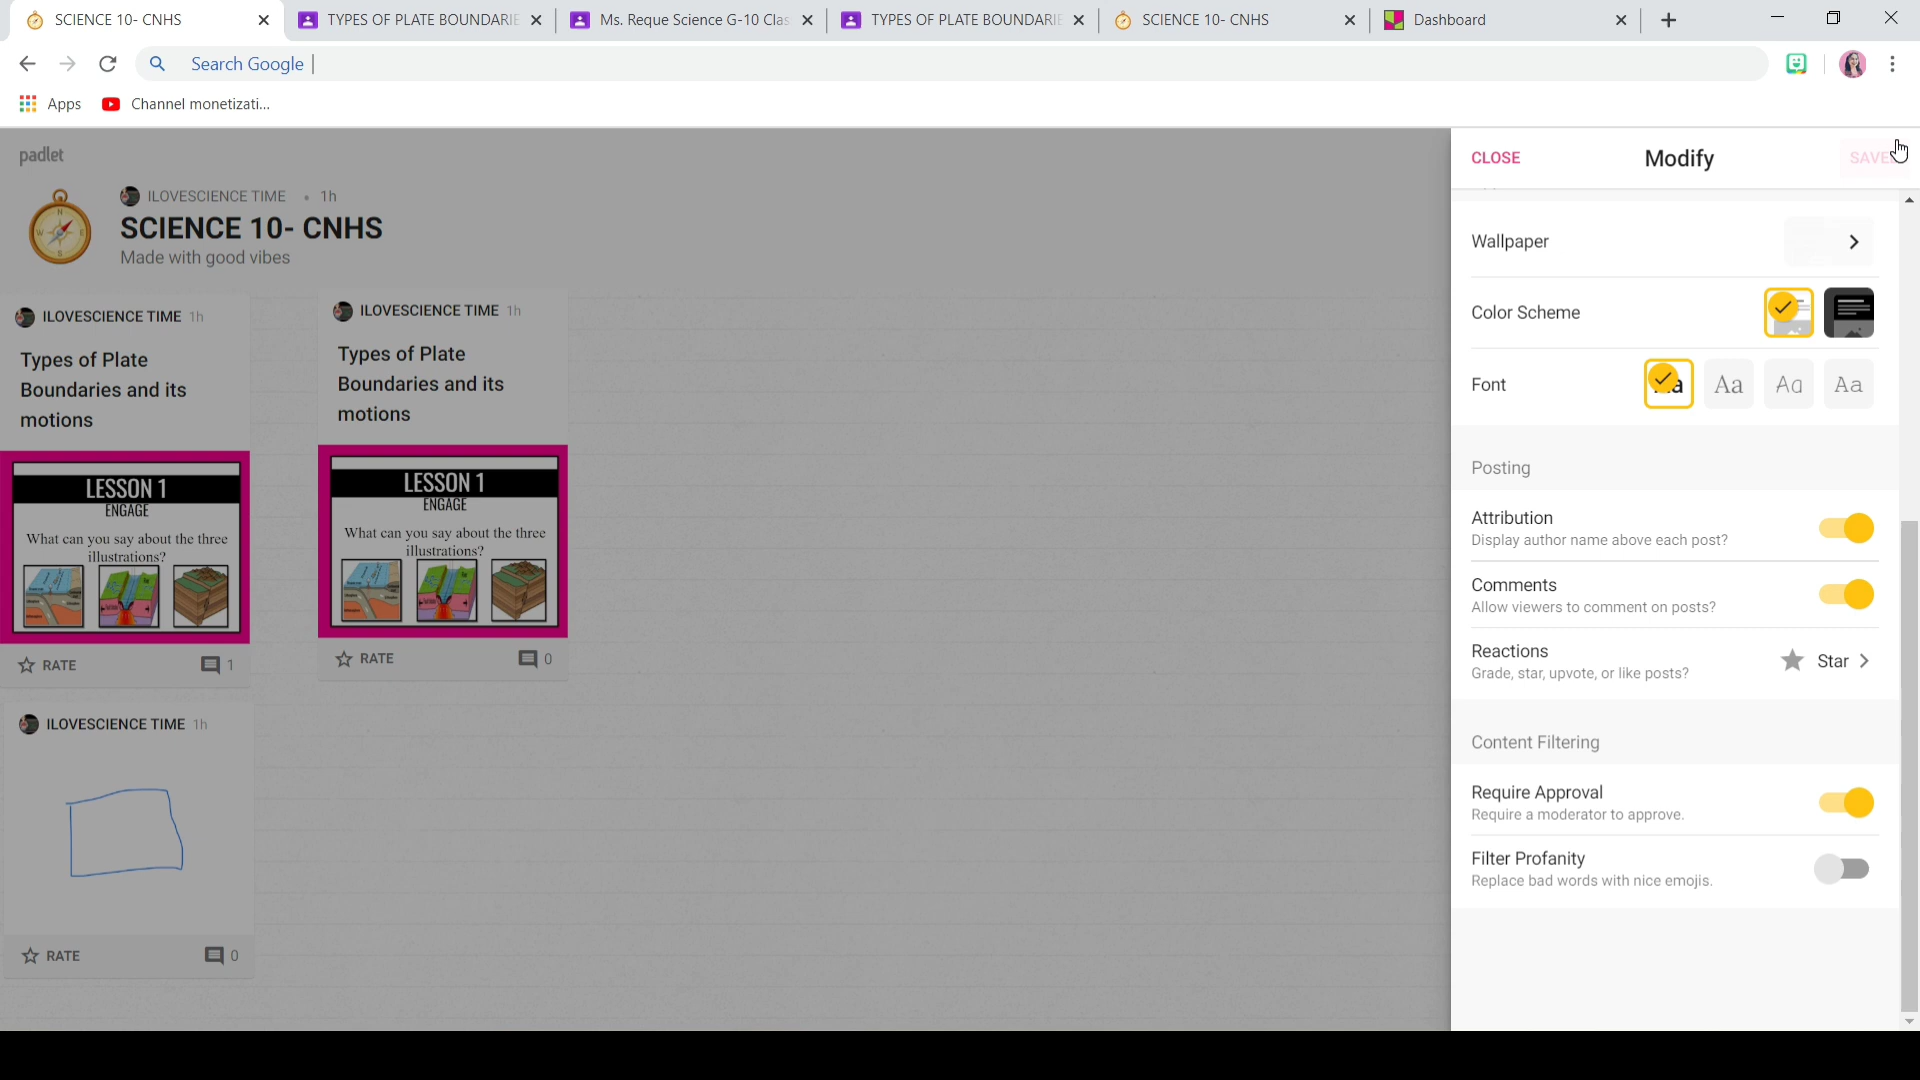 SCIENCE 10- CNHS
TYPES OF PLATE BOUNDARIE
Ms. Reque Science G-10 Clas
TYPES OF PLATE BOUNDARIE
SCIENCE 10- CNHS
Dashboard
Search Google
Apps
Channel monetizati...
padlet
ILOVESCIENCE TIME • 1h
SCIENCE 10- CNHS
Made with good vibes
ILOVESCIENCE TIME 1h
Types of Plate
Boundaries and its
motions
LESSON 1
ENGAGE
What can you say about the three
illustrations?
RATE
1
ILOVESCIENCE TIME 1h
RATE
0
ILOVESCIENCE TIME 1h
Types of Plate
Boundaries and its
motions
LESSON 1
ENGAGE
What can you say about the three
illustrations?
RATE
0
CLOSE
Modify
Wallpaper
Color Scheme
Font
Aa
Aa
Aa
Posting
Attribution
Display author name above each post?
Comments
Allow viewers to comment on posts?
Reactions
Grade, star, upvote, or like posts?
Star
Content Filtering
Require Approval
Require a moderator to approve.
Filter Profanity
Replace bad words with nice emojis.